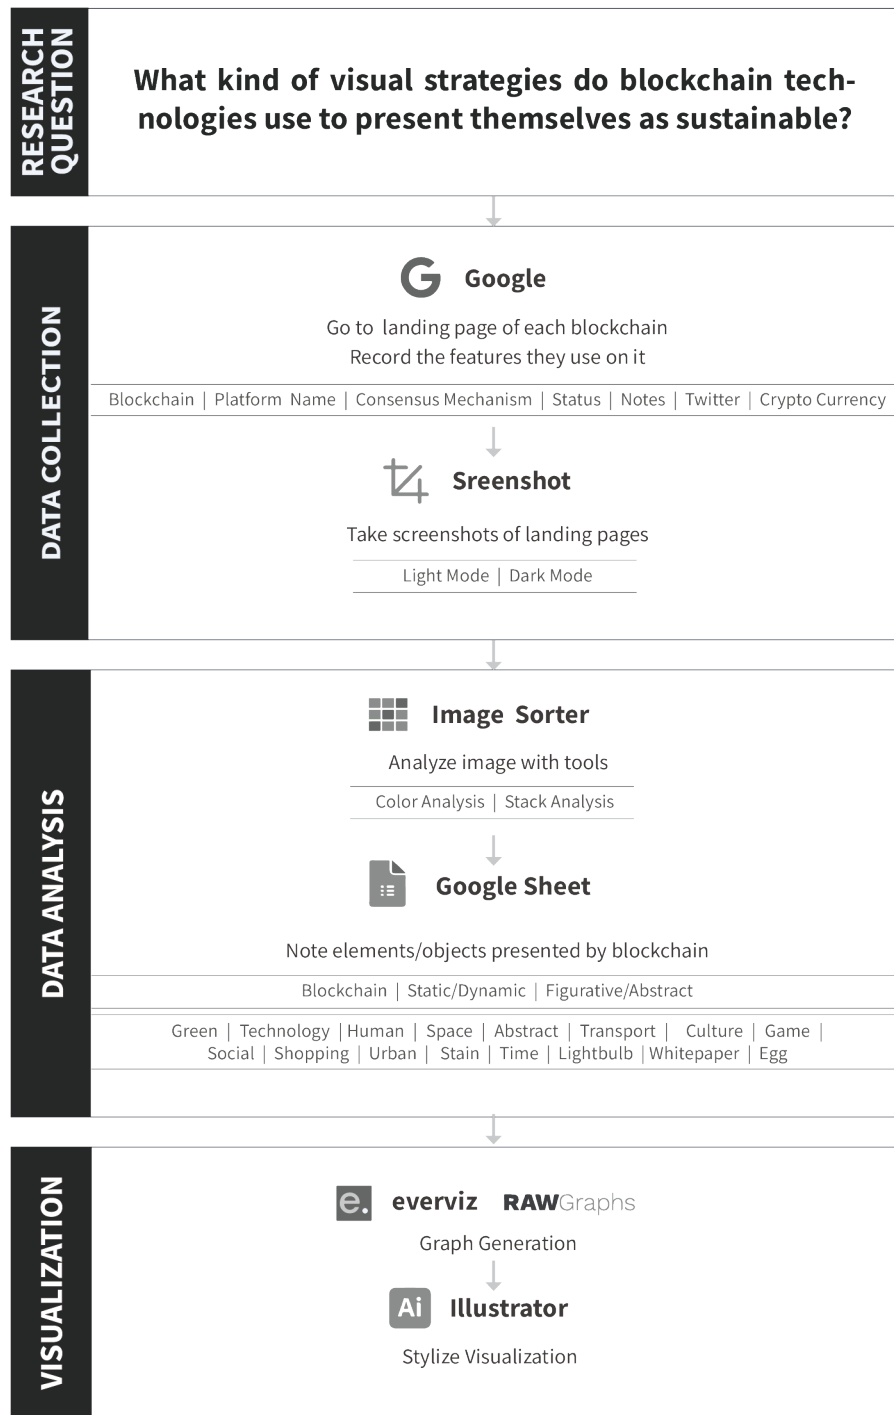 RESEARCH
QUESTION
What kind of visual strategies do blockchain tech-
nologies use to present themselves as sustainable?
DATA COLLECTION
G Google
Go to landing page of each blockchain
Record the features they use on it
Blockchain | Platform Name | Consensus Mechanism | Status | Notes | Twitter | Crypto Currency
Sreenshot
Take screenshots of landing pages
Light Mode | Dark Mode
DATA ANALYSIS
Image Sorter
Analyze image with tools
Color Analysis | Stack Analysis
Google Sheet
Note elements/objects presented by blockchain
Blockchain | Static/Dynamic | Figurative/Abstract
Green | Technology | Human | Space | Abstract | Transport | Culture | Game |
Social | Shopping | Urban | Stain | Time | Lightbulb | Whitepaper | Egg
VISUALIZATION
e. everviz RAWGraphs
Graph Generation
Ai Illustrator
Stylize Visualization